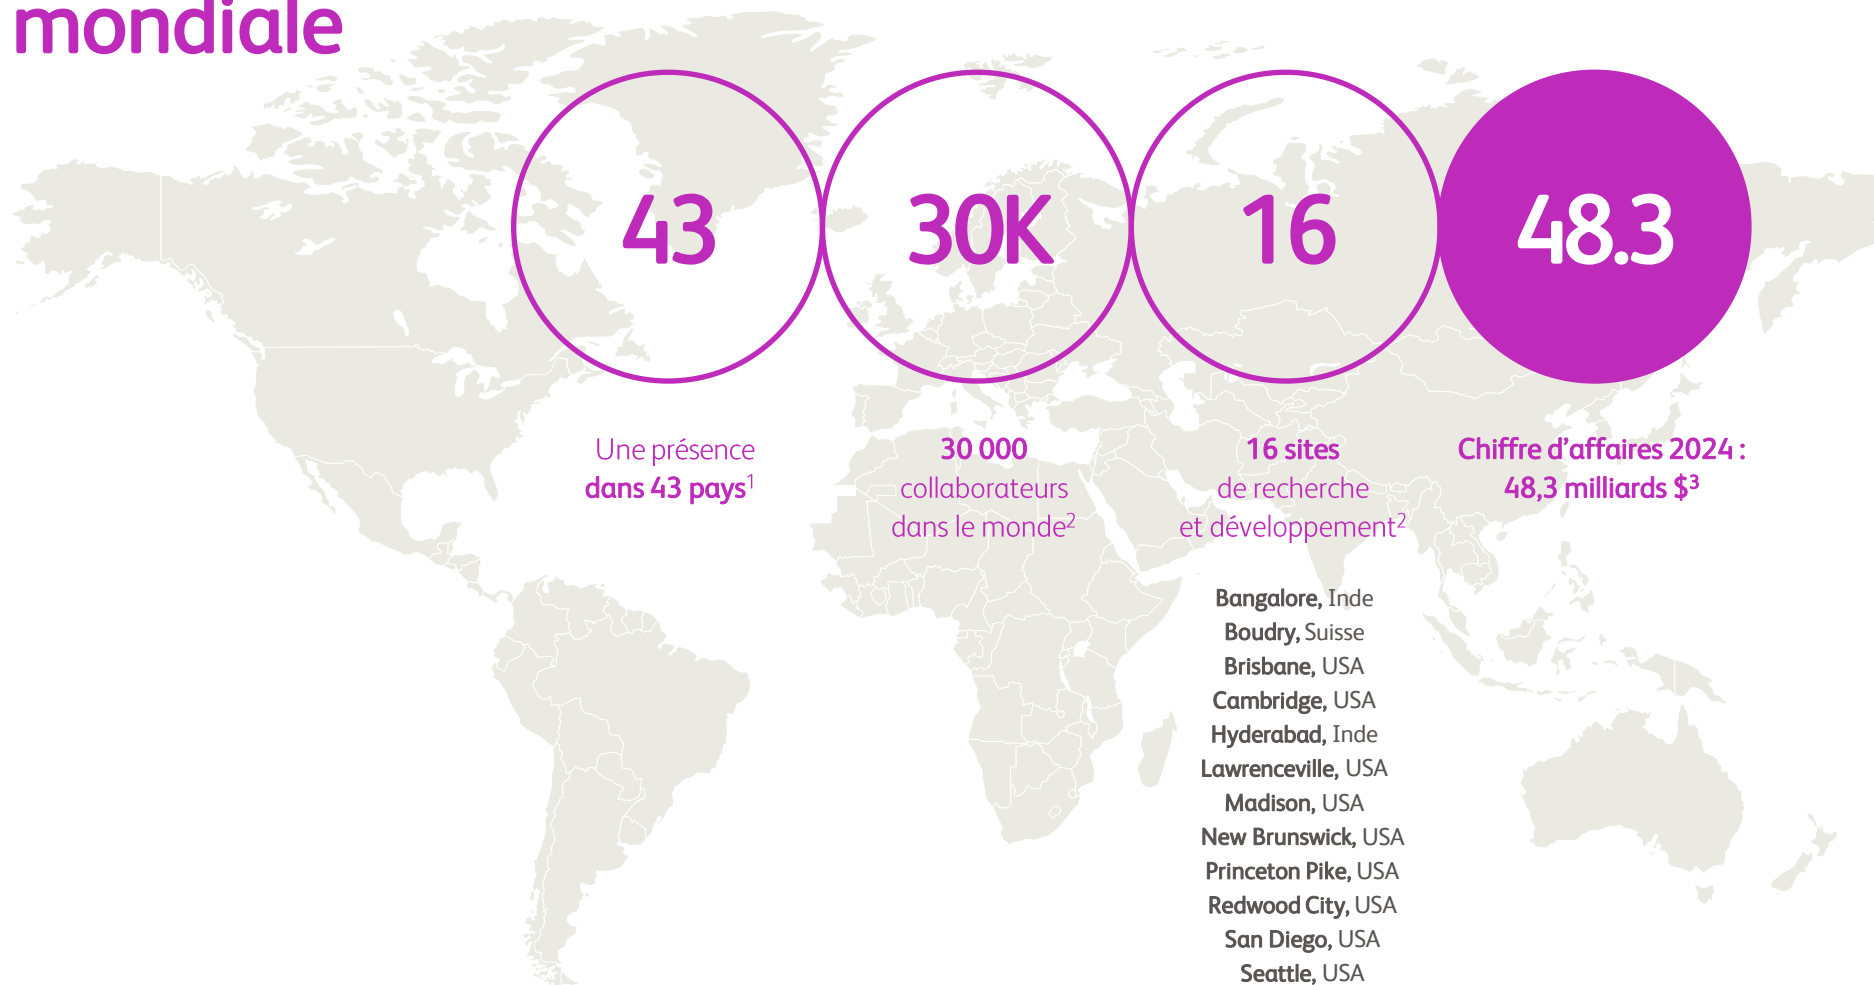 mondiale
43
30K
16
48.3
Une présence
dans 43 pays¹
30 000
collaborateurs
dans le monde²
16 sites
de recherche
et développement²
Chiffre d’affaires 2024 :
48,3 milliards $³
Bangalore, Inde
Boudry, Suisse
Brisbane, USA
Cambridge, USA
Hyderabad, Inde
Lawrenceville, USA
Madison, USA
New Brunswick, USA
Princeton Pike, USA
Redwood City, USA
San Diego, USA
Seattle, USA